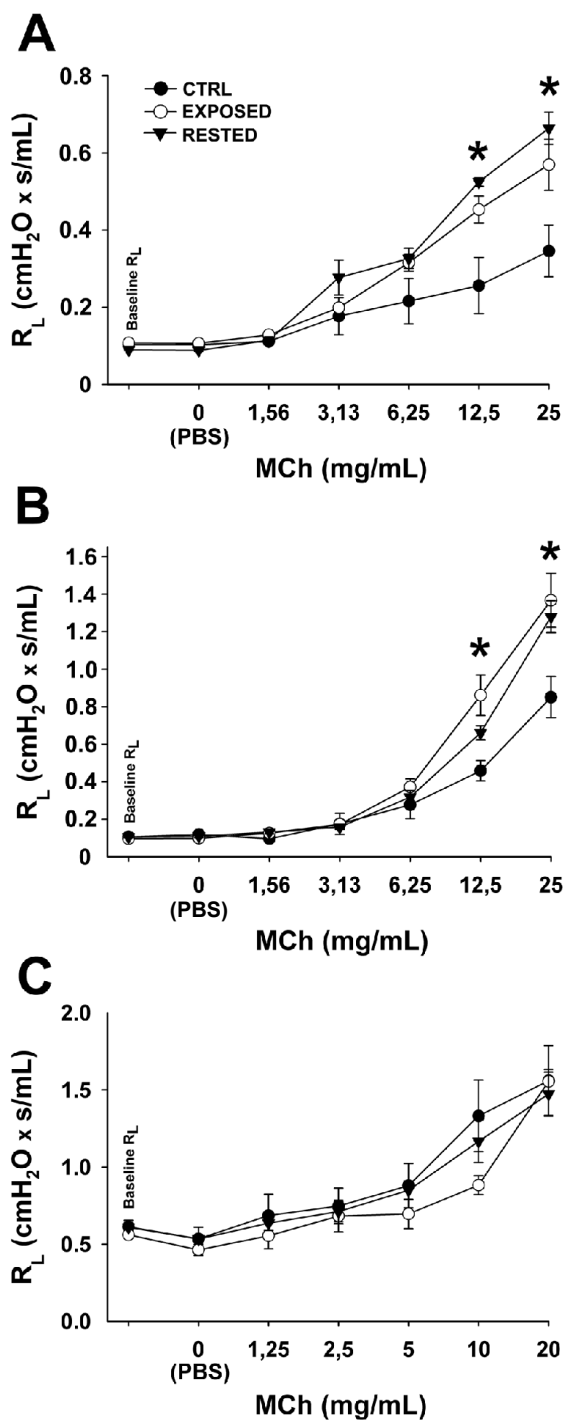 A
0.8
0.6
0.4
0.2
0
R_L (cmH₂O x s/mL)
CTRL
EXPOSED
RESTED
*
*
Baseline R_L
0
(PBS)
1,56
3,13
6,25
12,5
25
MCh (mg/mL)
B
1.6
1.4
1.2
1.0
0.8
0.6
0.4
0.2
0
R_L (cmH₂O x s/mL)
*
*
Baseline R_L
0
(PBS)
1,56
3,13
6,25
12,5
25
MCh (mg/mL)
C
2.0
1.5
1.0
0.5
0.0
R_L (cmH₂O x s/mL)
Baseline R_L
0
(PBS)
1,25
2,5
5
10
20
MCh (mg/mL)